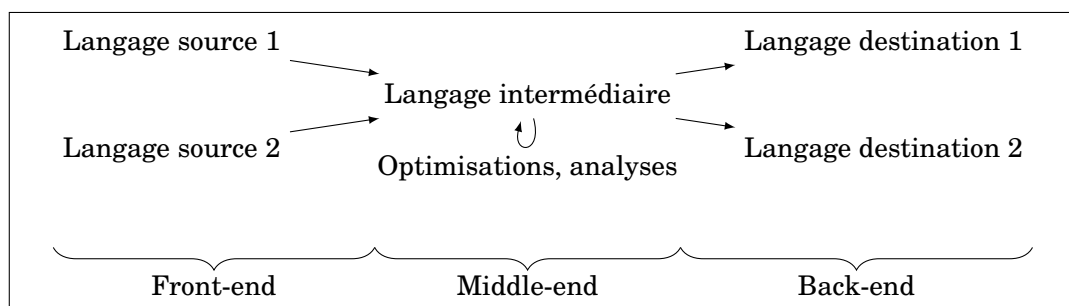 Langage source 1
Langage destination 1
Langage intermédiaire
Langage source 2
Langage destination 2
Optimisations, analyses
Front-end
Middle-end
Back-end